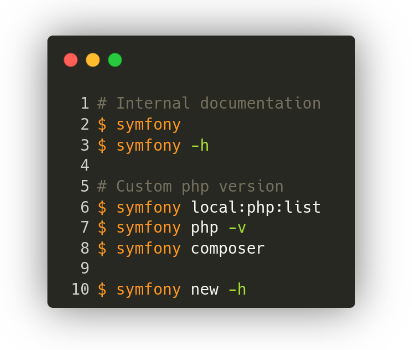 1 # Internal documentation
2 $ symfony
3 $ symfony -h
4
5 # Custom php version
6 $ symfony local:php:list
7 $ symfony php -v
8 $ symfony composer
9
10 $ symfony new -h